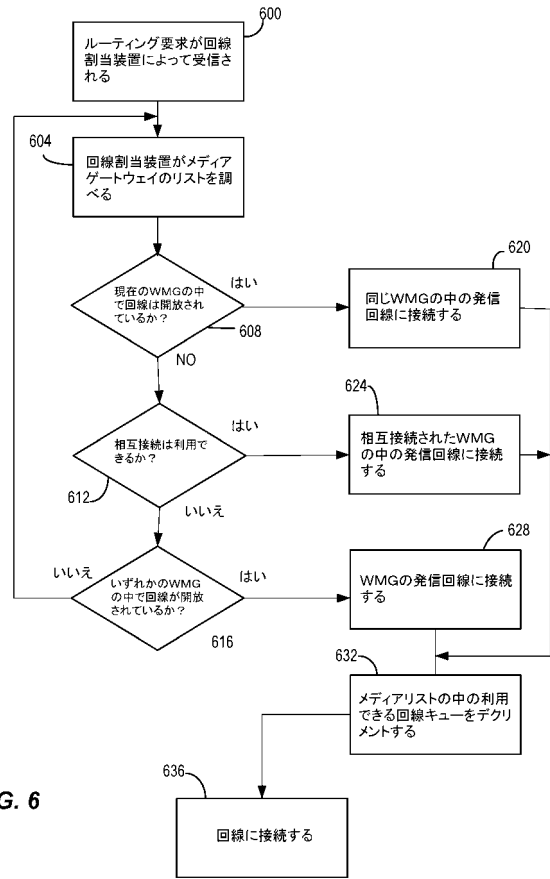 600
ルーティング要求が回線
割当装置によって受信さ
れる
604
回線割当装置がメディア
ゲートウェイのリストを調
べる
現在のWMGの中
で回線は開放され
ているか？
はい
608
NO
620
同じWMGの中の発信
回線に接続する
相互接続は利用で
きるか？
はい
612
いいえ
624
相互接続されたWMG
の中の発信回線に接続
する
いいえ
いずれかのWMG
の中で回線が開放
されているか？
はい
616
628
WMGの発信回線に接続
する
632
メディアリストの中の利用
できる回線キューをデクリ
メントする
636
回線に接続する
G. 6